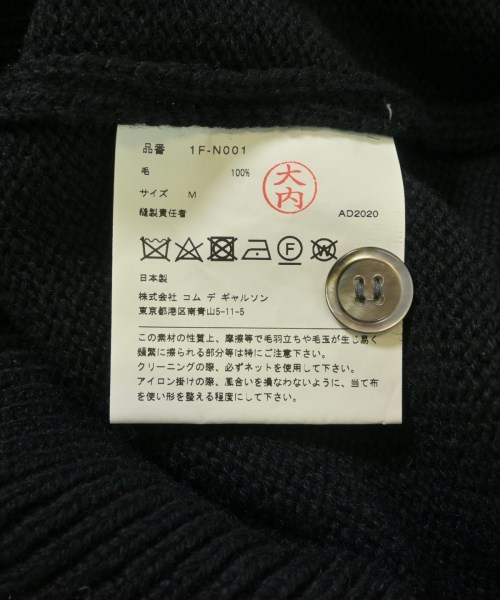 品番 1F-N001
毛 100%
大内
サイズ M
縫製責任者 AD2020
F W
日本製
株式会社 コム デ ギャルソン
東京都港区南青山5-11-5
この素材の性質上、摩擦等で毛羽立ちや毛玉が生じ易く
頻繁に擦られる部分等は特にご注意下さい。
クリーニングの際、必ずネットを使用して下さい。
アイロン掛けの際、風合いを損なわないように、当て布
を使い形を整える程度にして下さい。